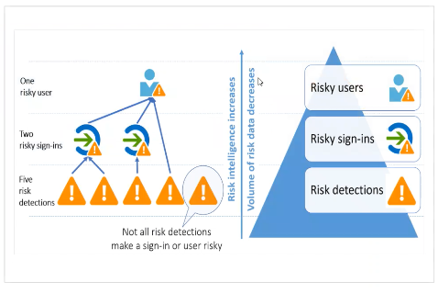 One
risky user
Two
risky sign-ins
Five
risk
detections
Not all risk detections
make a sign-in or user risky
Risk intelligence increases
Volume of risk data decreases
Risky users
Risky sign-ins
Risk detections